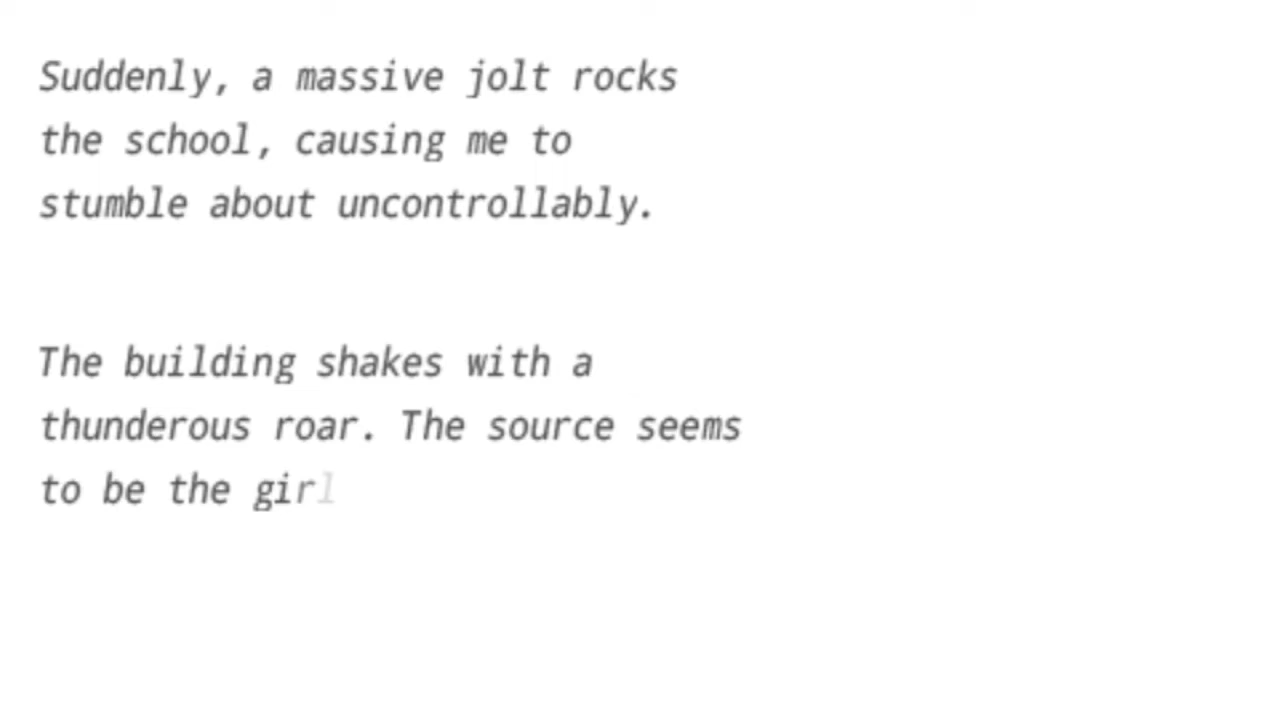 Suddenly, a massive jolt rocks
the school, causing me to
stumble about uncontrollably.
The building shakes with a
thunderous roar. The source seems
to be the girl